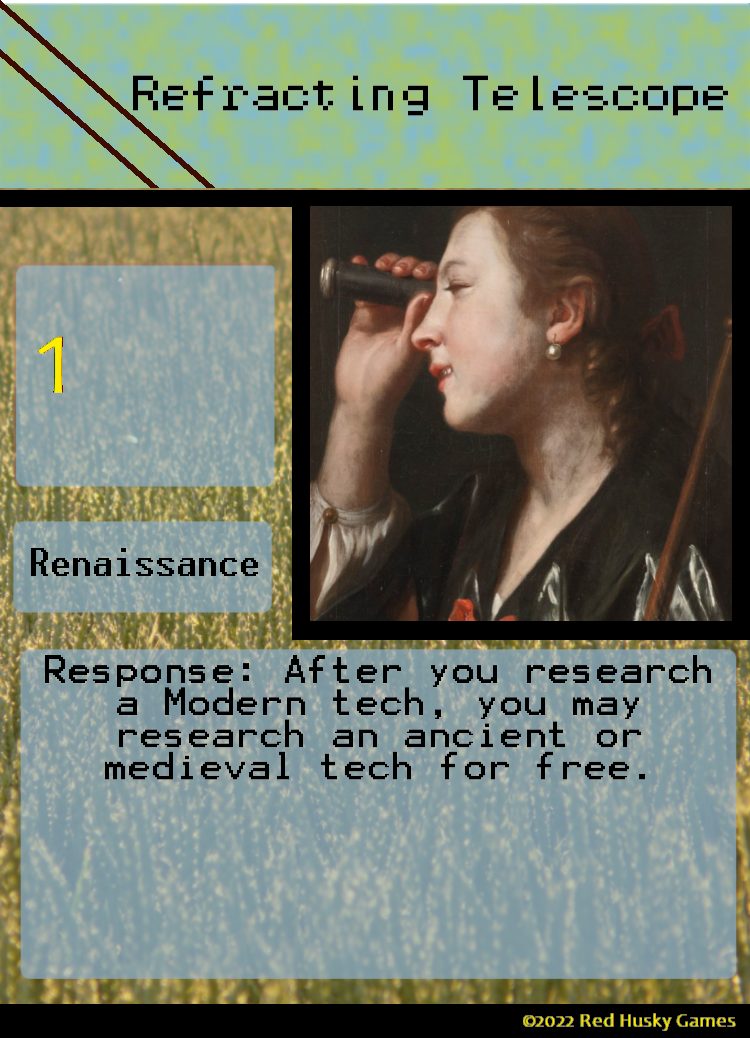 Refracting Telescope
1
Renaissance
Response: After you research
a Modern tech, you may
research an ancient or
medieval tech for free.
©2022 Red Husky Games